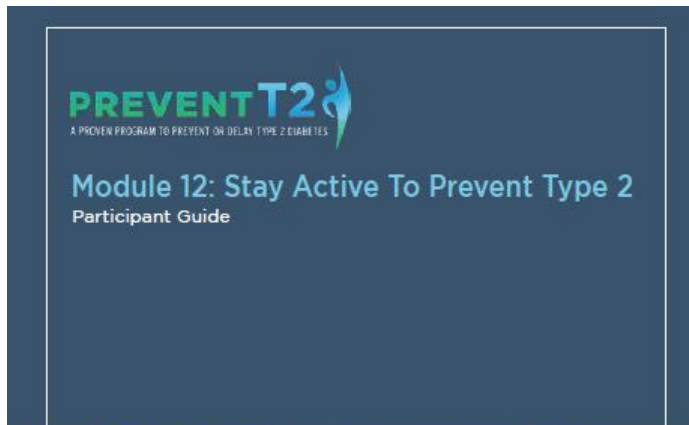 PREVENT T2
A PROVEN PROGRAM TO PREVENT OR DELAY TYPE 2 DIABETES
Module 12: Stay Active To Prevent Type 2
Participant Guide